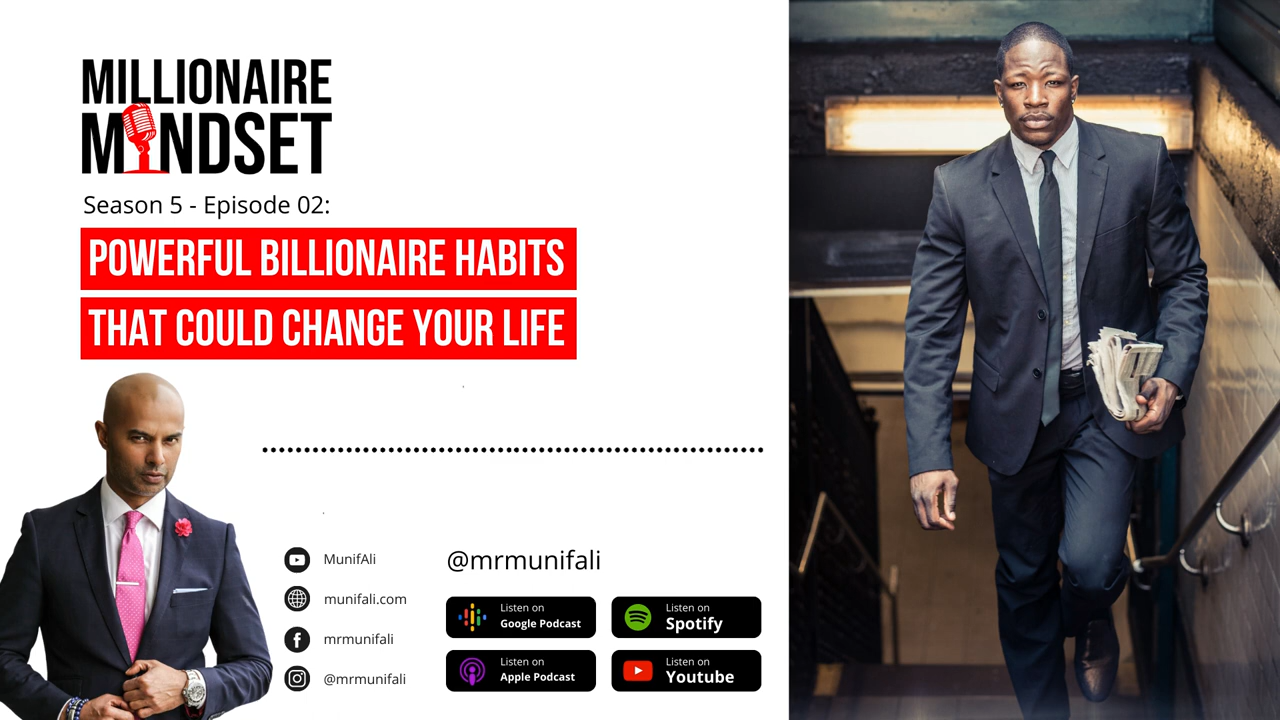 MILLIONAIRE
MINDSET
Season 5 - Episode 02:
POWERFUL BILLIONAIRE HABITS
THAT COULD CHANGE YOUR LIFE
MunifAli
munifali.com
mrmunifali
@mrmunifali
@mrmunifali
Listen on
Google Podcast
Listen on
Spotify
Listen on
Apple Podcast
Listen on
Youtube